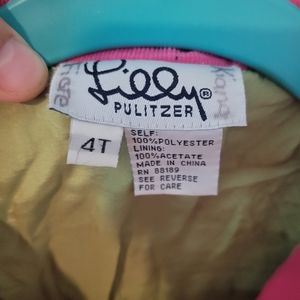 Lilly®
PULITZER
4T
SELF:
100%POLYESTER
LINING:
100%ACETATE
MADE IN CHINA
RN 88189
SEE REVERSE
FOR CARE